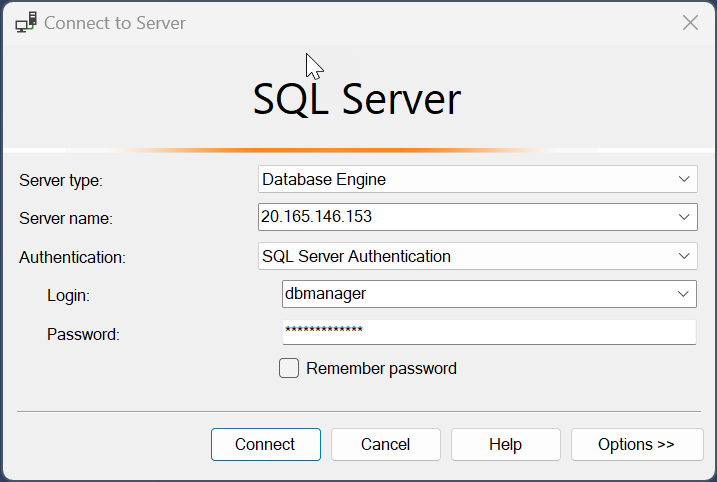 Connect to Server
SQL Server
Server type: Database Engine
Server name: 20.165.146.153
Authentication: SQL Server Authentication
Login: dbmanager
Password: *************
Remember password
Connect Cancel Help Options >>